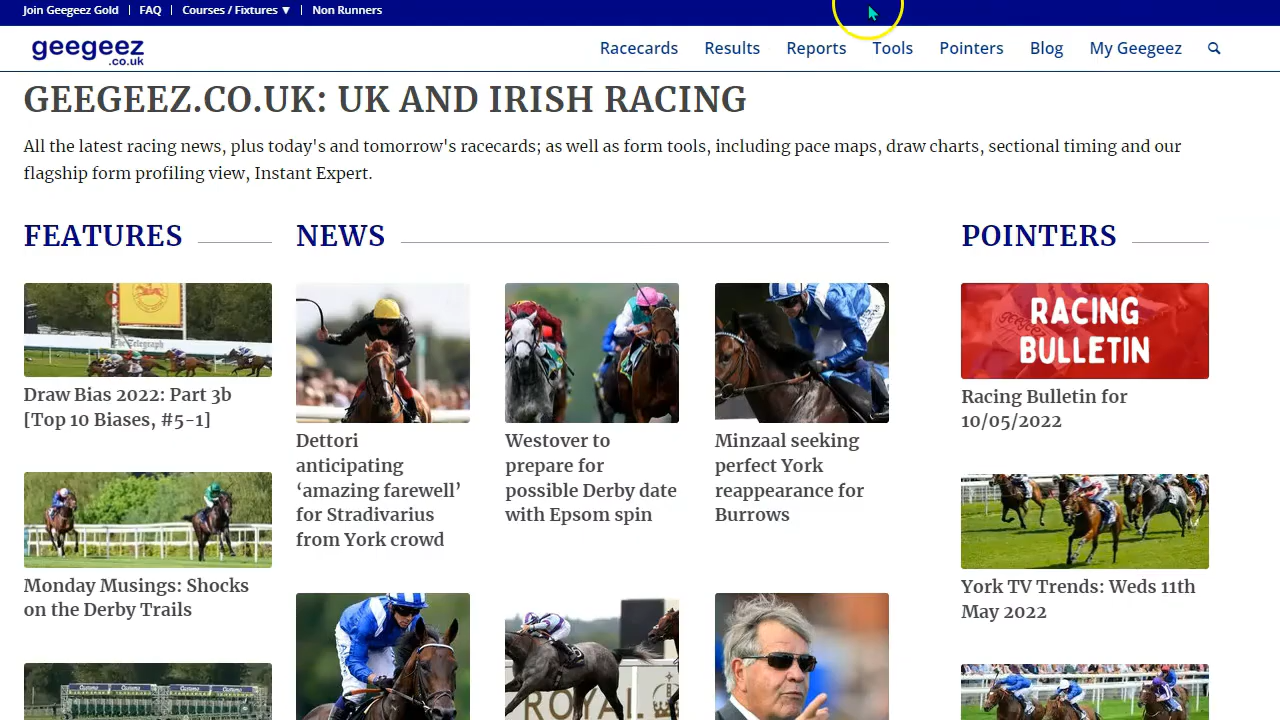 Join Geegeez Gold | FAQ | Courses / Fixtures ▼ | Non Runners
geegeez
.co.uk
Racecards Results Reports Tools Pointers Blog My Geegeez
GEEGEEZ.CO.UK: UK AND IRISH RACING
All the latest racing news, plus today's and tomorrow's racecards; as well as form tools, including pace maps, draw charts, sectional timing and our
flagship form profiling view, Instant Expert.
FEATURES
The Telegraph
Draw Bias 2022: Part 3b
[Top 10 Biases, #5-1]
Monday Musings: Shocks
on the Derby Trails
NEWS
Dettori
anticipating
‘amazing farewell’
for Stradivarius
from York crowd
Westover to
prepare for
possible Derby date
with Epsom spin
Minzaal seeking
perfect York
reappearance for
Burrows
ROYAL
POINTERS
RACING
BULLETIN
Racing Bulletin for
10/05/2022
York TV Trends: Weds 11th
May 2022